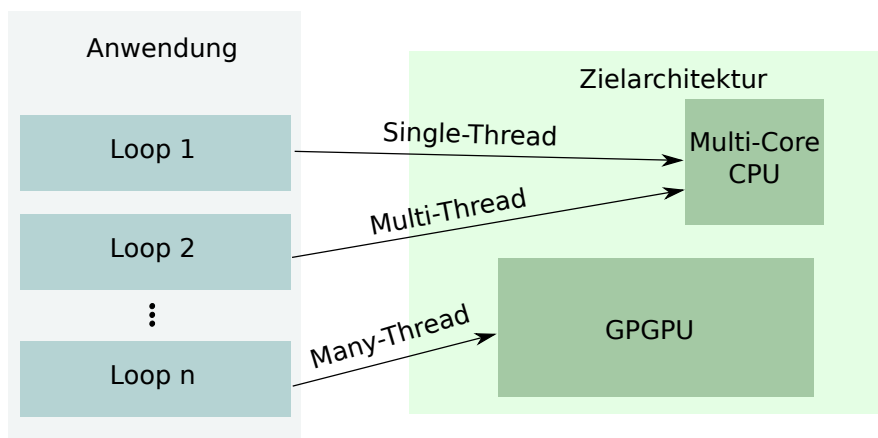 Anwendung
Zielarchitektur
Loop 1
Single-Thread
Multi-Core
CPU
Loop 2
Multi-Thread
Loop n
Many-Thread
GPGPU